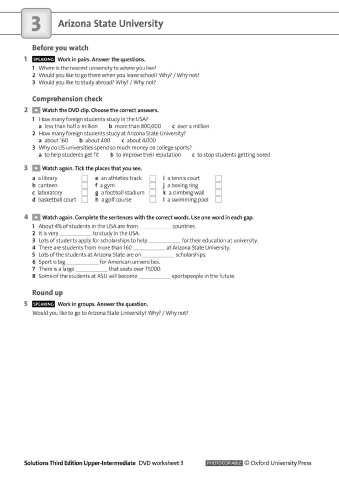 3 Arizona State University
Before you watch
1 SPEAKING Work in pairs. Answer the questions.
1 Where is the nearest university to where you live?
2 Would you like to go there when you leave school? Why? / Why not?
3 Would you like to study abroad? Why? / Why not?
Comprehension check
2 Watch the DVD clip. Choose the correct answers.
1 How many foreign students study in the USA?
a less than half a million b more than 800,000 c over a million
2 How many foreign students study at Arizona State University?
a about 160 b about 400 c about 4,000
3 Why do US universities spend so much money on college sports?
a to help students get fit b to improve their reputation c to stop students getting bored
3 Watch again. Tick the places that you see.
a a library e an athletics track i a tennis court
b canteen f a gym j a boxing ring
c laboratory g a football stadium k a climbing wall
d basketball court h a golf course l a swimming pool
4 Watch again. Complete the sentences with the correct words. Use one word in each gap.
1 About 4% of students in the USA are from ____________ countries.
2 It is very ____________ to study in the USA.
3 Lots of students apply for scholarships to help ____________ for their education at university.
4 There are students from more than 160 ____________ at Arizona State University.
5 Lots of the students at Arizona State are on ____________ scholarships.
6 Sport is big ____________ for American universities.
7 There is a large ____________ that seats over 71,000.
8 Some of the students at ASU will become ____________ sportspeople in the future.
Round up
5 SPEAKING Work in groups. Answer the question.
Would you like to go to Arizona State University? Why? / Why not?
Solutions Third Edition Upper-Intermediate DVD worksheet 3 PHOTOCOPIABLE © Oxford University Press